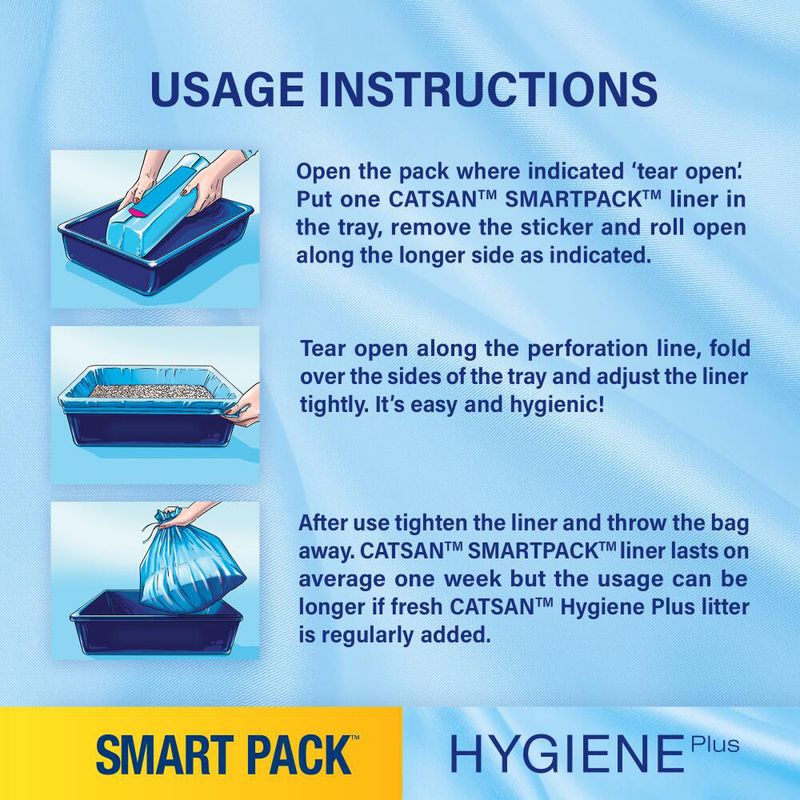 USAGE INSTRUCTIONS
Open the pack where indicated ‘tear open’.
Put one CATSAN™ SMARTPACK™ liner in
the tray, remove the sticker and roll open
along the longer side as indicated.
Tear open along the perforation line, fold
over the sides of the tray and adjust the liner
tightly. It’s easy and hygienic!
After use tighten the liner and throw the bag
away. CATSAN™ SMARTPACK™ liner lasts on
average one week but the usage can be
longer if fresh CATSAN™ Hygiene Plus litter
is regularly added.
SMART PACK™
HYGIENE Plus